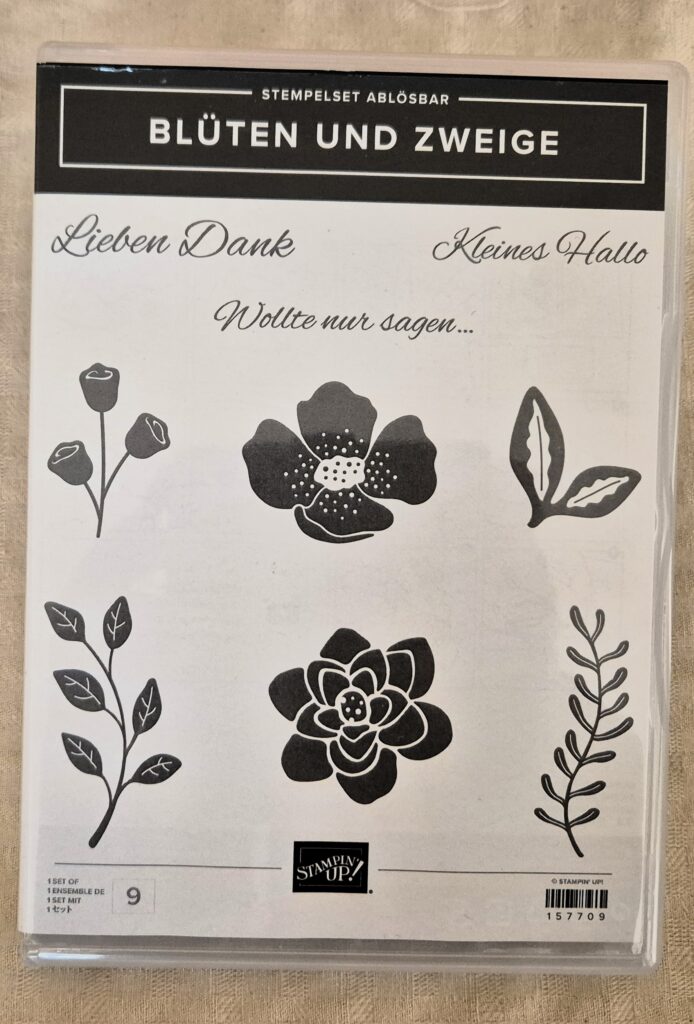 STEMPELSET ABLÖSBAR
BLÜTEN UND ZWEIGE
Lieben Dank
Kleines Hallo
Wollte nur sagen...
STAMPIN' UP!®
1 SET OF
1 ENSEMBLE DE
1 SET MIT
1 セット
9
© STAMPIN' UP!
157709